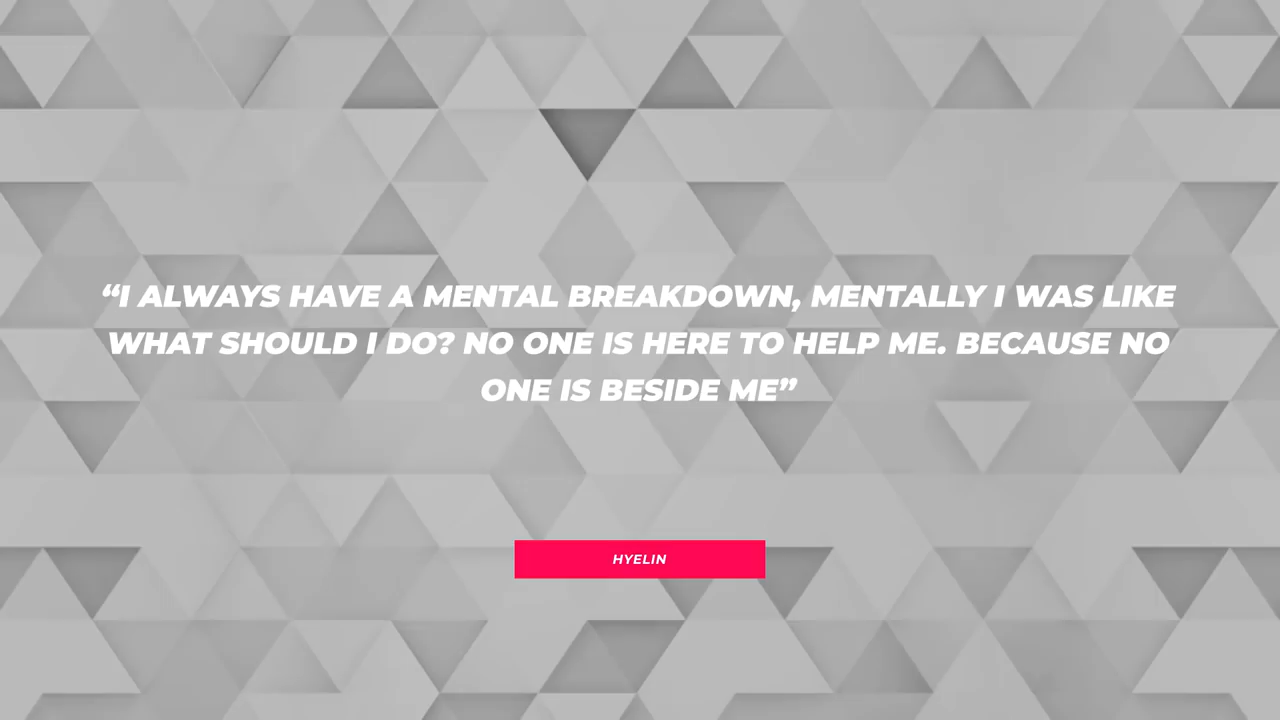 “I ALWAYS HAVE A MENTAL BREAKDOWN, MENTALLY I WAS LIKE
WHAT SHOULD I DO? NO ONE IS HERE TO HELP ME. BECAUSE NO
ONE IS BESIDE ME”
HYELIN